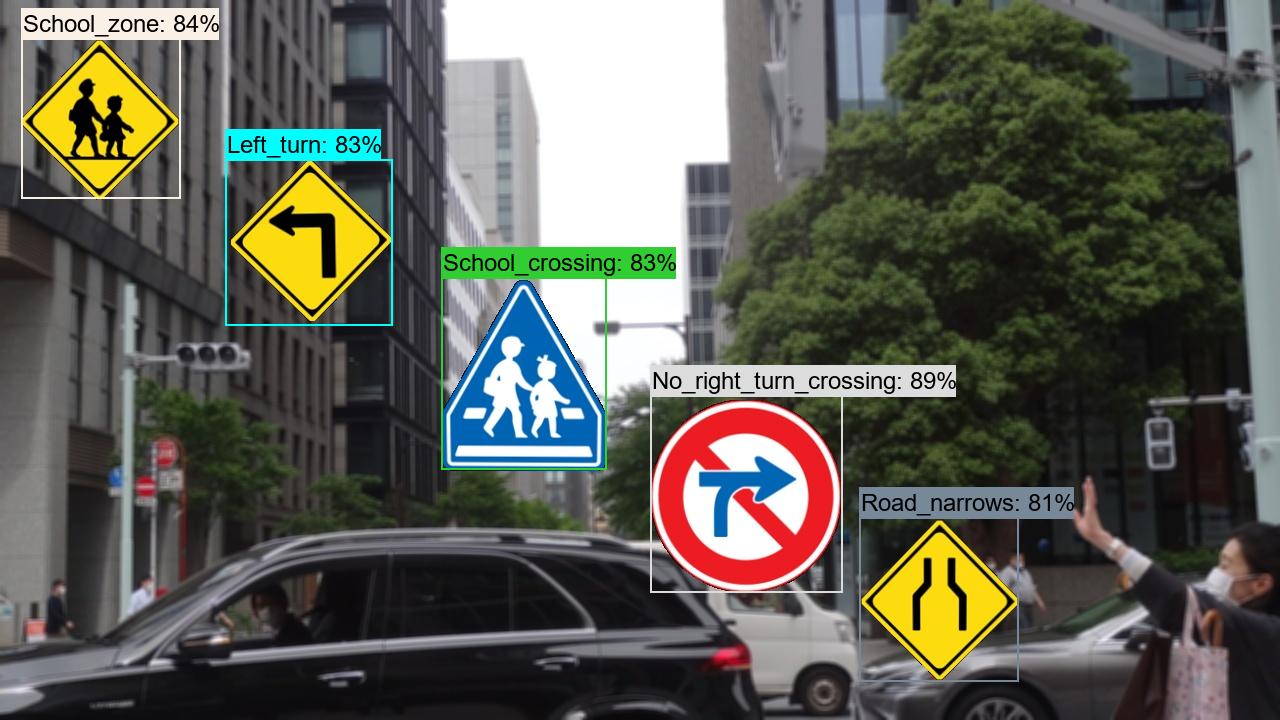 School_zone: 84%
Left_turn: 83%
School_crossing: 83%
No_right_turn_crossing: 89%
Road_narrows: 81%